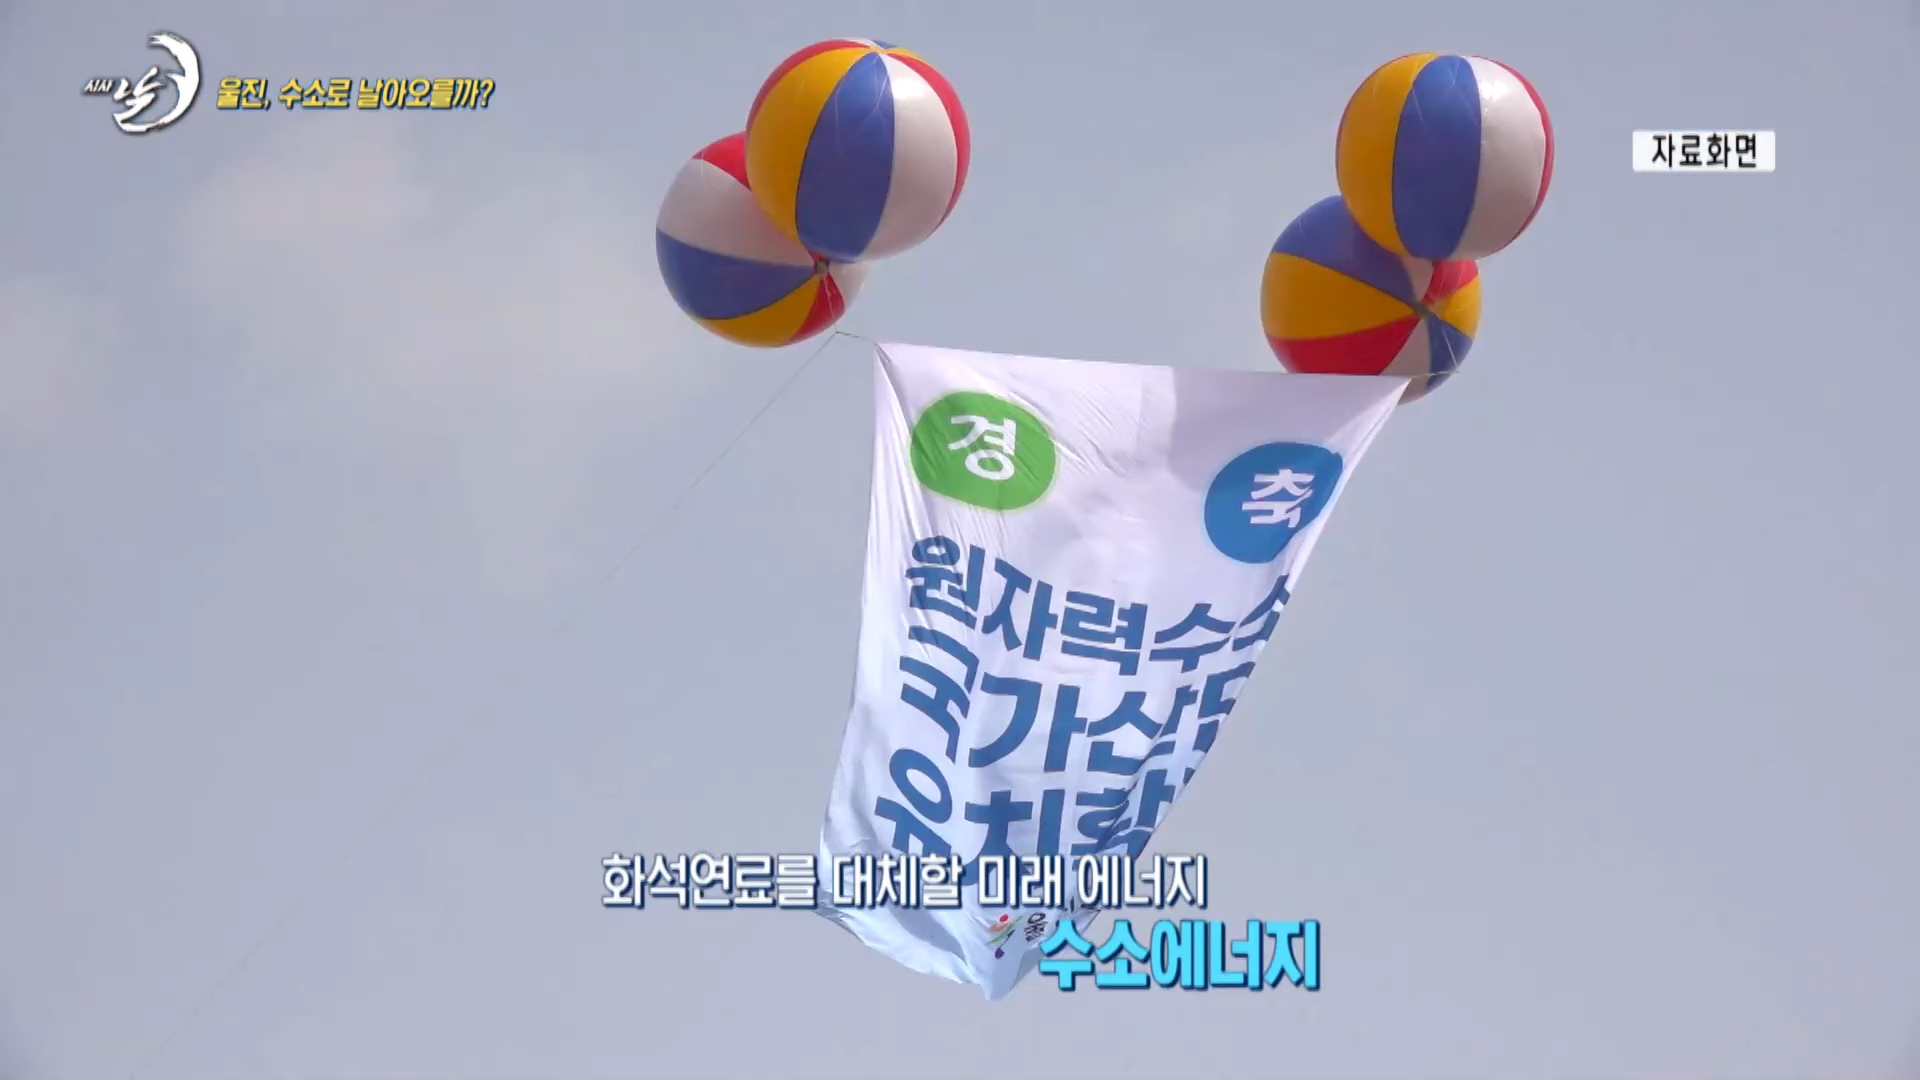 시사 날
울진, 수소로 날아오를까?
자료화면
경 축
원자력수소
국가산단
유치확
화석연료를 대체할 미래 에너지
수소에너지